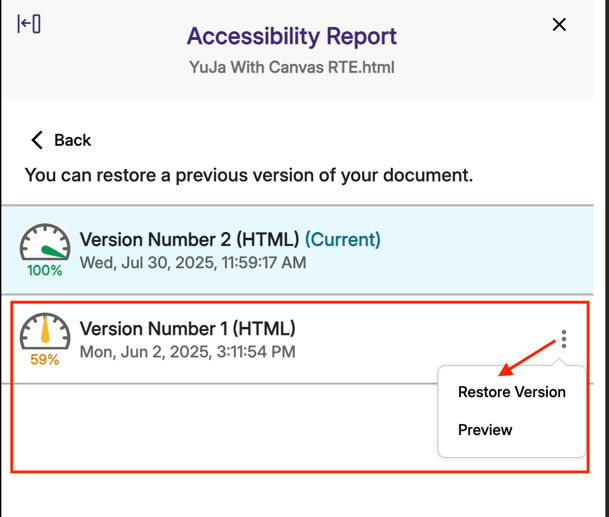 Accessibility Report
YuJa With Canvas RTE.html
Back
You can restore a previous version of your document.
Version Number 2 (HTML) (Current)
Wed, Jul 30, 2025, 11:59:17 AM
100%
Version Number 1 (HTML)
Mon, Jun 2, 2025, 3:11:54 PM
59%
Restore Version
Preview